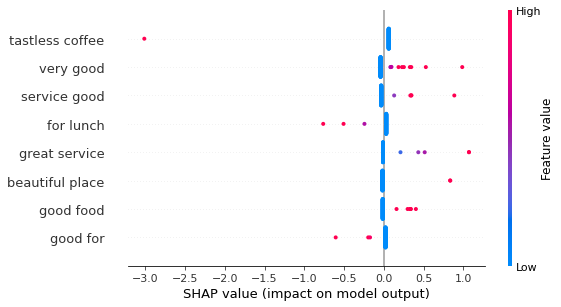 High
tastless coffee
very good
service good
for lunch
great service
beautiful place
good food
good for
Feature value
Low
−3.0 −2.5 −2.0 −1.5 −1.0 −0.5 0.0 0.5 1.0
SHAP value (impact on model output)